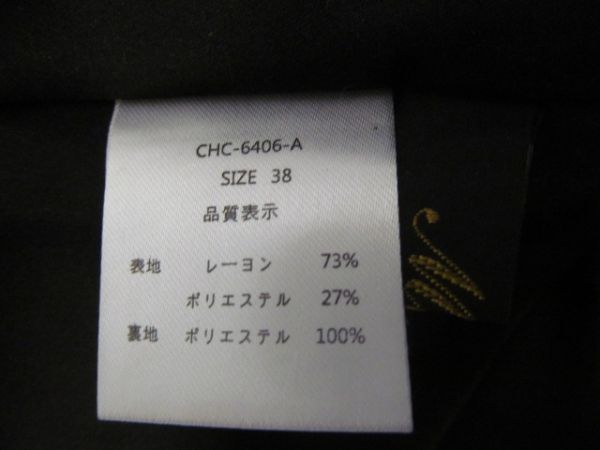 CHC-6406-A
SIZE 38
品質表示
表地 レーヨン 73%
ポリエステル 27%
裏地 ポリエステル 100%